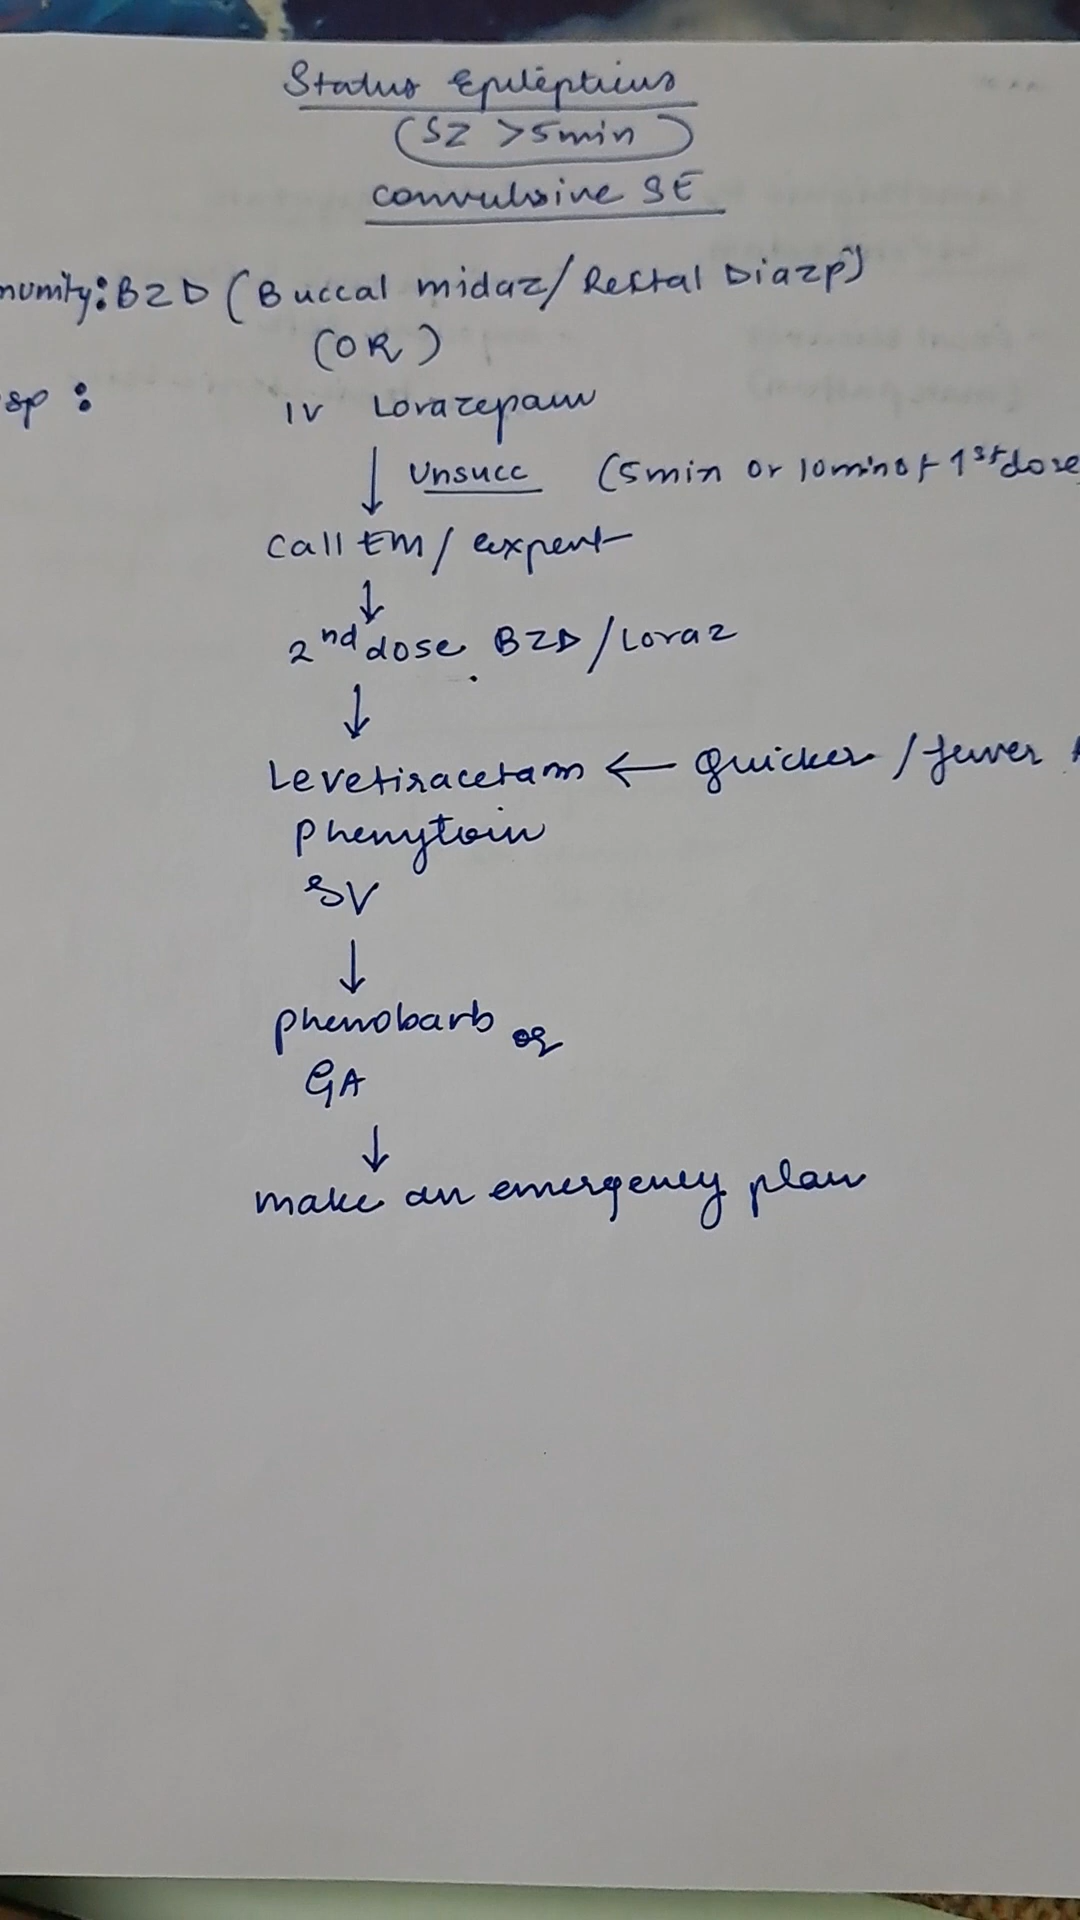 Status Epilepticus
(SZ >5min)
convulsive SE
munity: BZD (Buccal midaz/Rectal Diazp)
(OR)
sp : IV Lorazepam
↓ Unsucc (5min or 10min of 1st dose
Call EM / expert
↓
2nd dose BZD/Loraz
↓
Levetiracetam ← quicker / fewer
Phenytoin
SV
↓
phenobarb or
GA
↓
make an emergency plan